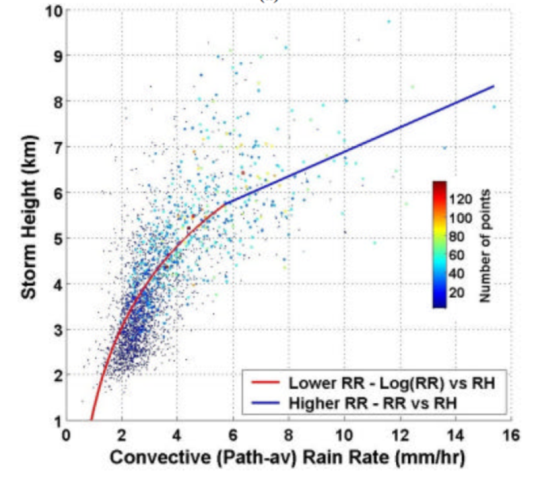 10
9
8
7
6
5
4
3
2
1
Storm Height (km)
120
100
80
60
40
20
Number of points
Lower RR - Log(RR) vs RH
Higher RR - RR vs RH
0 2 4 6 8 10 12 14 16
Convective (Path-av) Rain Rate (mm/hr)